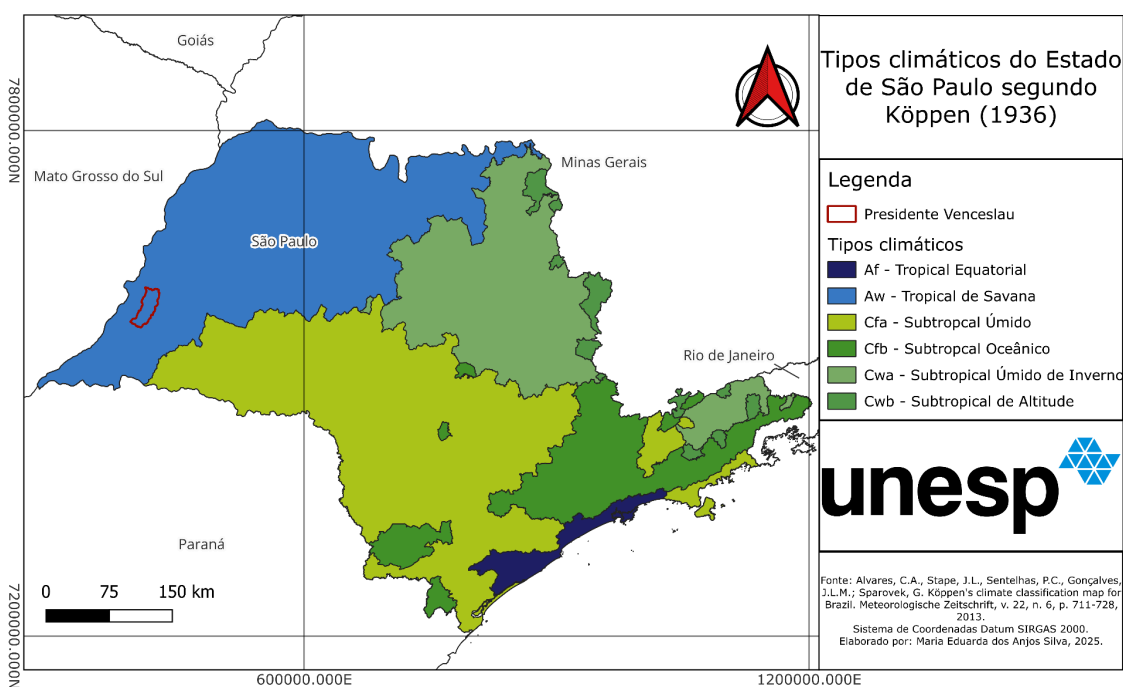 Goiás
Mato Grosso do Sul
Minas Gerais
São Paulo
Rio de Janeiro
Paraná
0 75 150 km
7800000.000N
7200000.000N
600000.000E
1200000.000E
Tipos climáticos do Estado
de São Paulo segundo
Köppen (1936)
Legenda
Presidente Venceslau
Tipos climáticos
Af - Tropical Equatorial
Aw - Tropical de Savana
Cfa - Subtropcal Úmido
Cfb - Subtropcal Oceânico
Cwa - Subtropical Úmido de Inverno
Cwb - Subtropical de Altitude
unesp
Fonte: Alvares, C.A., Stape, J.L., Sentelhas, P.C., Gonçalves,
J.L.M.; Sparovek, G. Köppen's climate classification map for
Brazil. Meteorologische Zeitschrift, v. 22, n. 6, p. 711-728,
2013.
Sistema de Coordenadas Datum SIRGAS 2000.
Elaborado por: Maria Eduarda dos Anjos Silva, 2025.